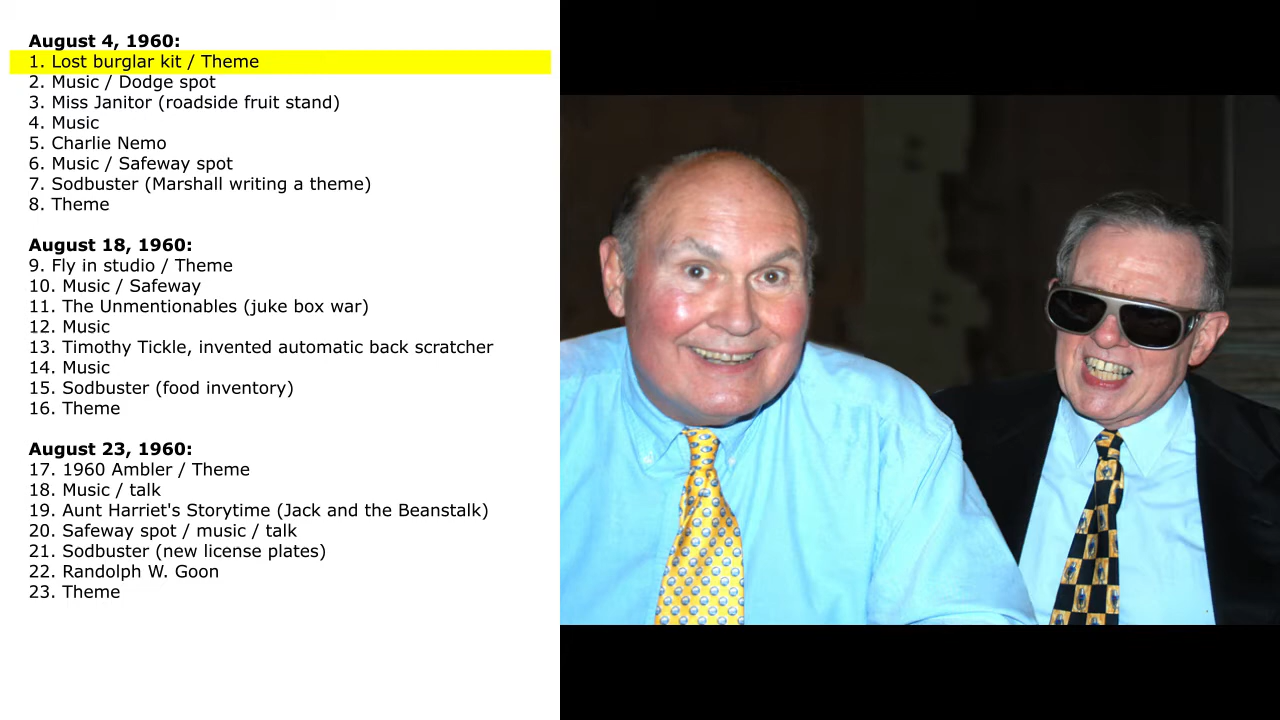 August 4, 1960:
1. Lost burglar kit / Theme
2. Music / Dodge spot
3. Miss Janitor (roadside fruit stand)
4. Music
5. Charlie Nemo
6. Music / Safeway spot
7. Sodbuster (Marshall writing a theme)
8. Theme
August 18, 1960:
9. Fly in studio / Theme
10. Music / Safeway
11. The Unmentionables (juke box war)
12. Music
13. Timothy Tickle, invented automatic back scratcher
14. Music
15. Sodbuster (food inventory)
16. Theme
August 23, 1960:
17. 1960 Ambler / Theme
18. Music / talk
19. Aunt Harriet's Storytime (Jack and the Beanstalk)
20. Safeway spot / music / talk
21. Sodbuster (new license plates)
22. Randolph W. Goon
23. Theme